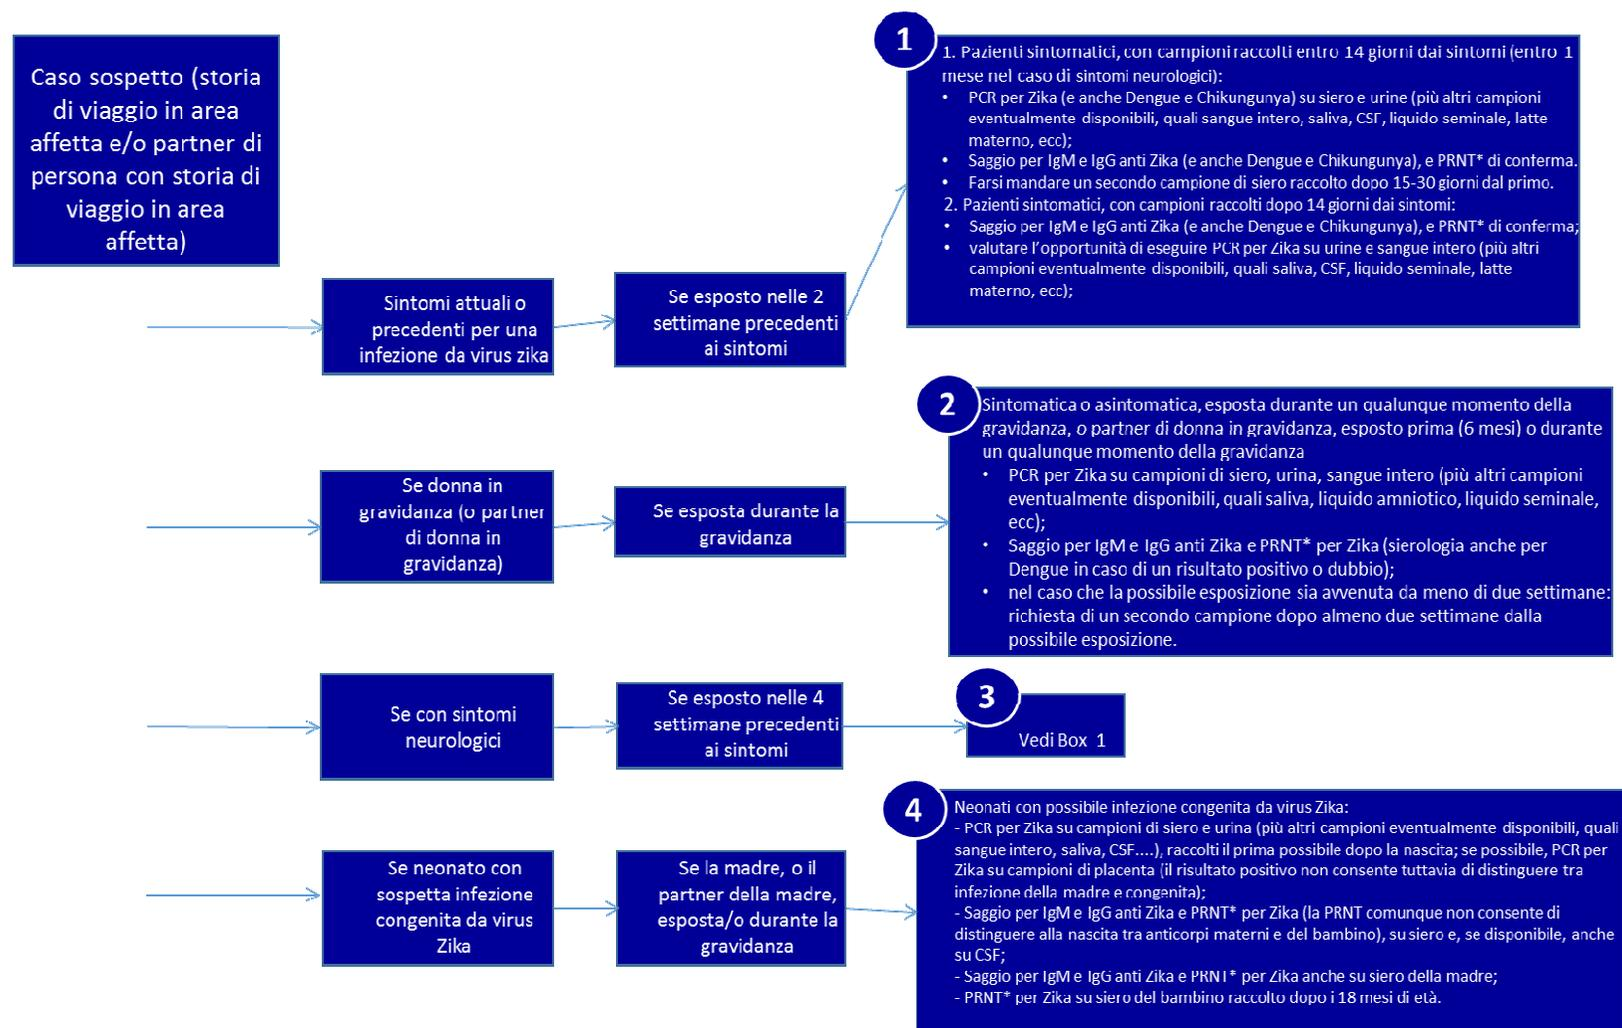 Caso sospetto (storia
di viaggio in area
affetta e/o partner di
persona con storia di
viaggio in area
affetta)
Sintomi attuali o
precedenti per una
infezione da virus zika
Se esposto nelle 2
settimane precedenti
ai sintomi
1
1. Pazienti sintomatici, con campioni raccolti entro 14 giorni dai sintomi (entro 1
mese nel caso di sintomi neurologici):
• PCR per Zika (e anche Dengue e Chikungunya) su siero e urine (più altri campioni
eventualmente disponibili, quali sangue intero, saliva, CSF, liquido seminale, latte
materno, ecc);
• Saggio per IgM e IgG anti Zika (e anche Dengue e Chikungunya), e PRNT* di conferma.
• Farsi mandare un secondo campione di siero raccolto dopo 15-30 giorni dal primo.
2. Pazienti sintomatici, con campioni raccolti dopo 14 giorni dai sintomi:
• Saggio per IgM e IgG anti Zika (e anche Dengue e Chikungunya), e PRNT* di conferma;
• valutare l'opportunità di eseguire PCR per Zika su urine e sangue intero (più altri
campioni eventualmente disponibili, quali saliva, CSF, liquido seminale, latte
materno, ecc);
Se donna in
gravidanza (o partner
di donna in
gravidanza)
Se esposta durante la
gravidanza
2
Sintomatica o asintomatica, esposta durante un qualunque momento della
gravidanza, o partner di donna in gravidanza, esposto prima (6 mesi) o durante
un qualunque momento della gravidanza
• PCR per Zika su campioni di siero, urina, sangue intero (più altri campioni
eventualmente disponibili, quali saliva, liquido amniotico, liquido seminale,
ecc);
• Saggio per IgM e IgG anti Zika e PRNT* per Zika (sierologia anche per
Dengue in caso di un risultato positivo o dubbio);
• nel caso che la possibile esposizione sia avvenuta da meno di due settimane:
richiesta di un secondo campione dopo almeno due settimane dalla
possibile esposizione.
Se con sintomi
neurologici
Se esposto nelle 4
settimane precedenti
ai sintomi
3
Vedi Box 1
Se neonato con
sospetta infezione
congenita da virus
Zika
Se la madre, o il
partner della madre,
esposta/o durante la
gravidanza
4
Neonati con possibile infezione congenita da virus Zika:
- PCR per Zika su campioni di siero e urina (più altri campioni eventualmente disponibili, quali
sangue intero, saliva, CSF....), raccolti il prima possibile dopo la nascita; se possibile, PCR per
Zika su campioni di placenta (il risultato positivo non consente tuttavia di distinguere tra
infezione della madre e congenita);
- Saggio per IgM e IgG anti Zika e PRNT* per Zika (la PRNT comunque non consente di
distinguere alla nascita tra anticorpi materni e del bambino), su siero e, se disponibile, anche
su CSF;
- Saggio per IgM e IgG anti Zika e PRNT* per Zika anche su siero della madre;
- PRNT* per Zika su siero del bambino raccolto dopo i 18 mesi di età.